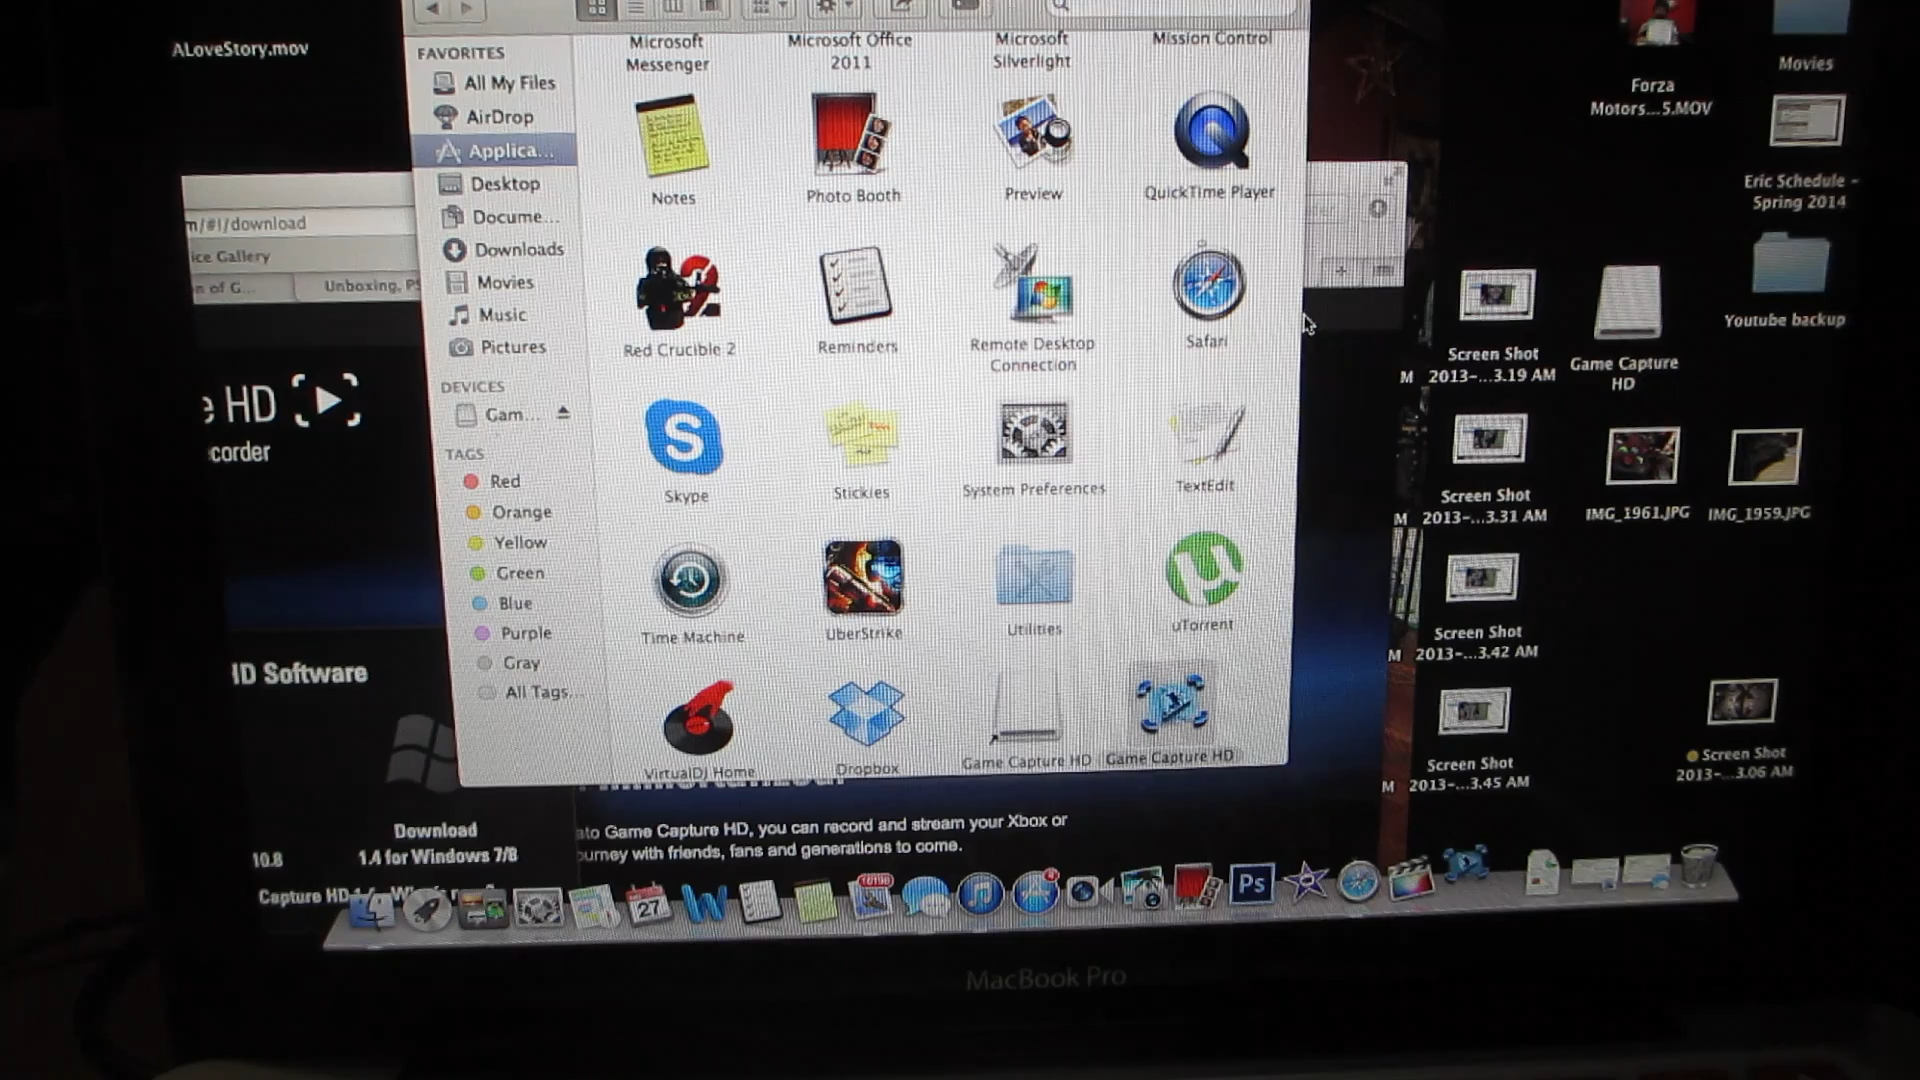 ALoveStory.mov
FAVORITES
All My Files
AirDrop
Applica...
Desktop
Docume...
Downloads
Movies
Music
Pictures
DEVICES
Gam...
TAGS
Red
Orange
Yellow
Green
Blue
Purple
Gray
All Tags...
Microsoft
Messenger
Microsoft Office
2011
Microsoft
Silverlight
Mission Control
Notes
Photo Booth
Preview
QuickTime Player
Red Crucible 2
Reminders
Remote Desktop
Connection
Safari
Skype
Stickies
System Preferences
TextEdit
Time Machine
UberStrike
Utilities
uTorrent
VirtualDJ Home
Dropbox
Game Capture HD
Game Capture HD
Forza
Motors...5.MOV
Movies
Eric Schedule -
Spring 2014
Youtube backup
Screen Shot
2013-...3.19 AM
Game Capture
HD
Screen Shot
2013-...3.31 AM
IMG_1961.JPG
IMG_1959.JPG
Screen Shot
2013-...3.42 AM
Screen Shot
2013-...3.45 AM
Screen Shot
2013-...3.06 AM
m/#!/download
ice Gallery
n of G...
Unboxing, PS
e HD
corder
HD Software
Download
1.4 for Windows 7/8
10.8
Capture HD
ato Game Capture HD, you can record and stream your Xbox or
ourney with friends, fans and generations to come.
27
Ps
MacBook Pro